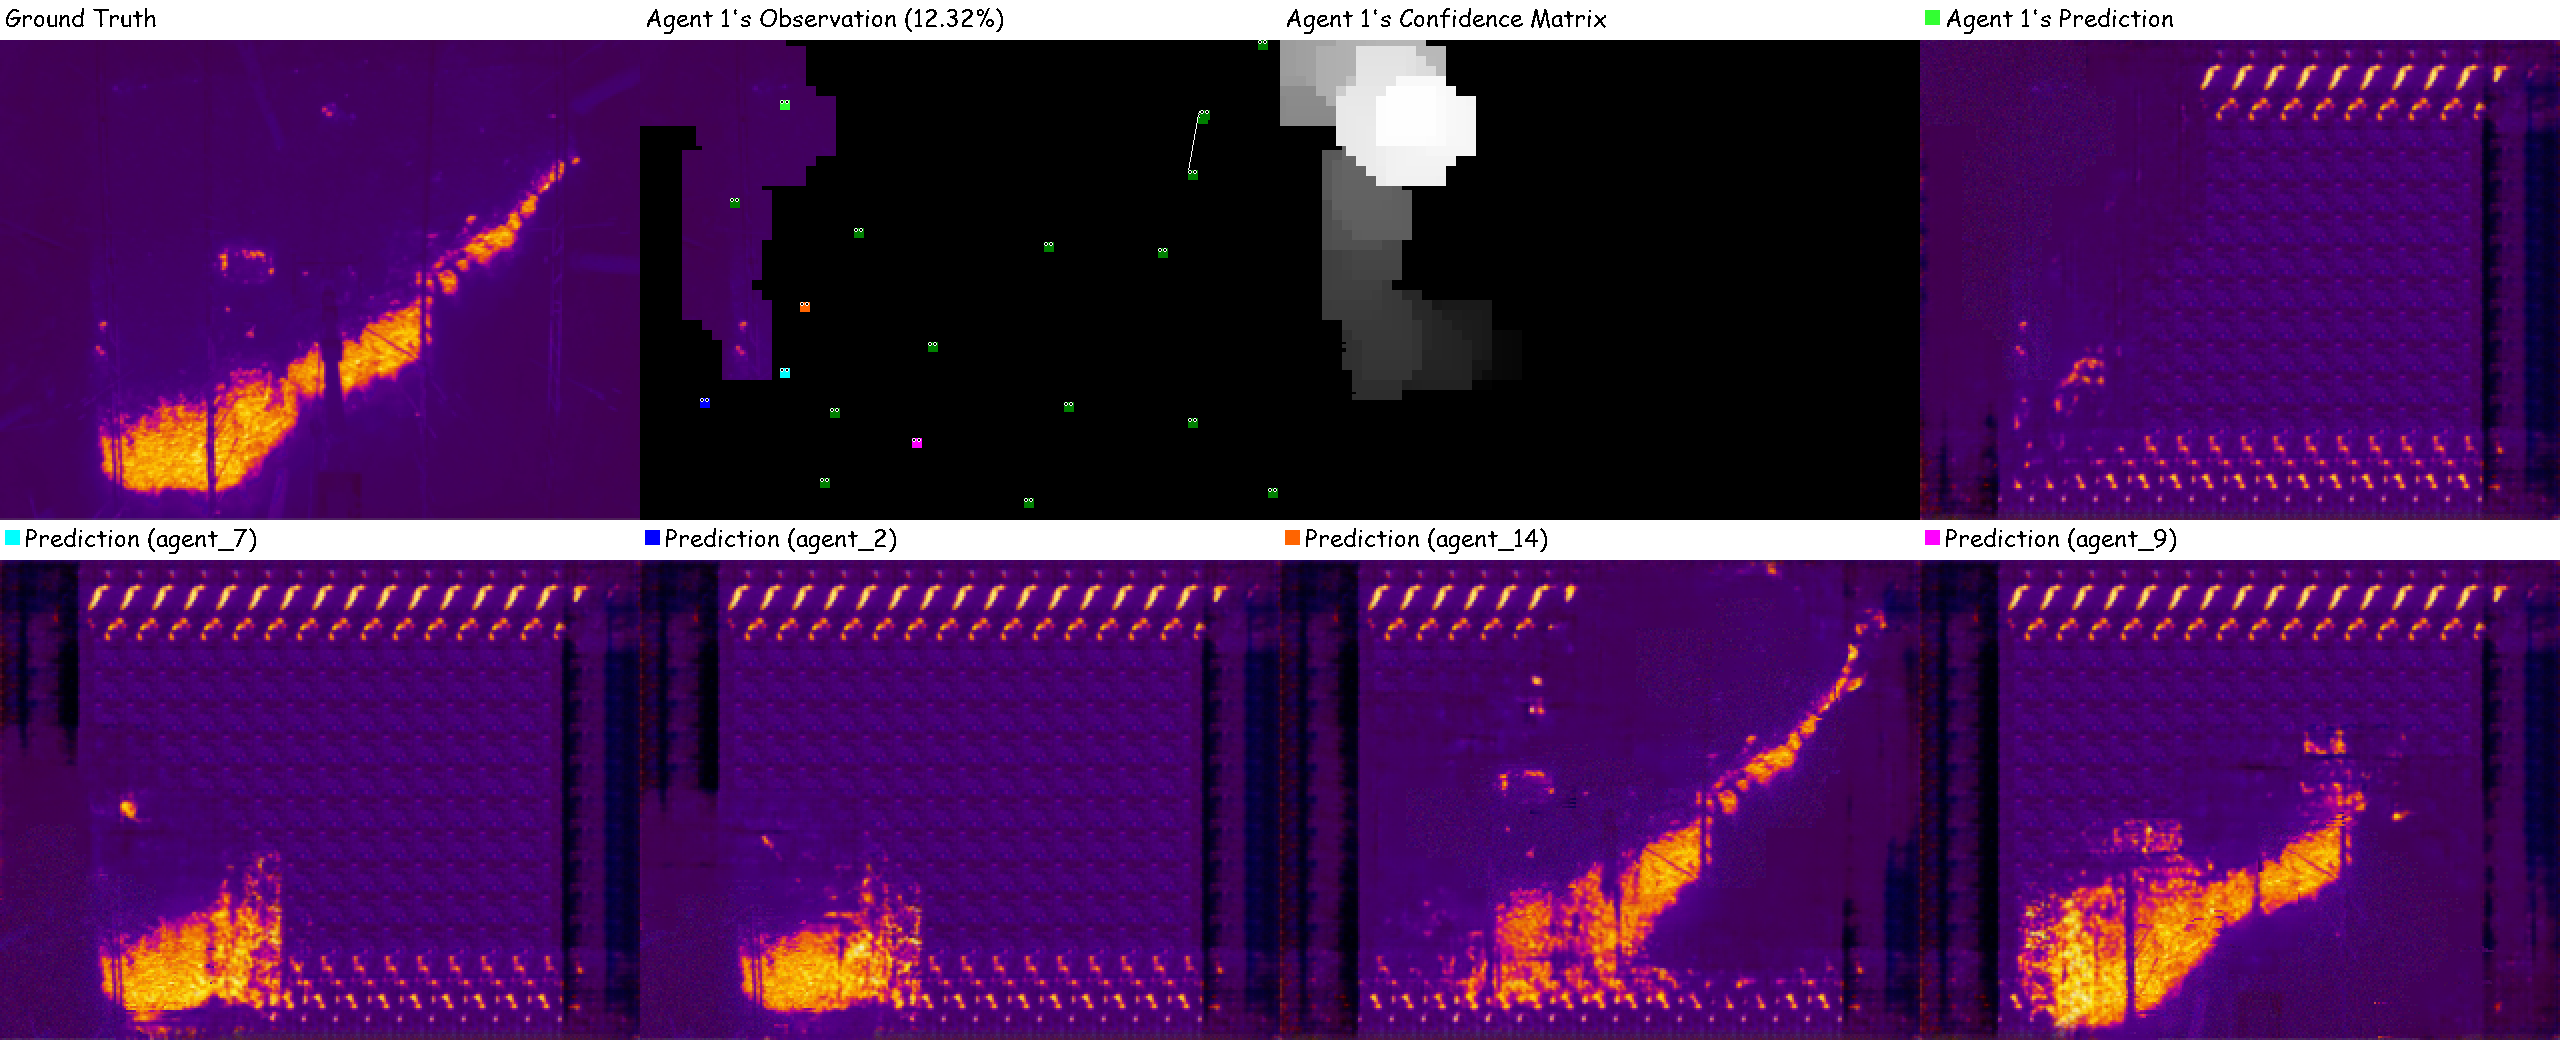 Ground Truth
Agent 1's Observation (12.32%)
Agent 1's Confidence Matrix
Agent 1's Prediction
Prediction (agent_7)
Prediction (agent_2)
Prediction (agent_14)
Prediction (agent_9)